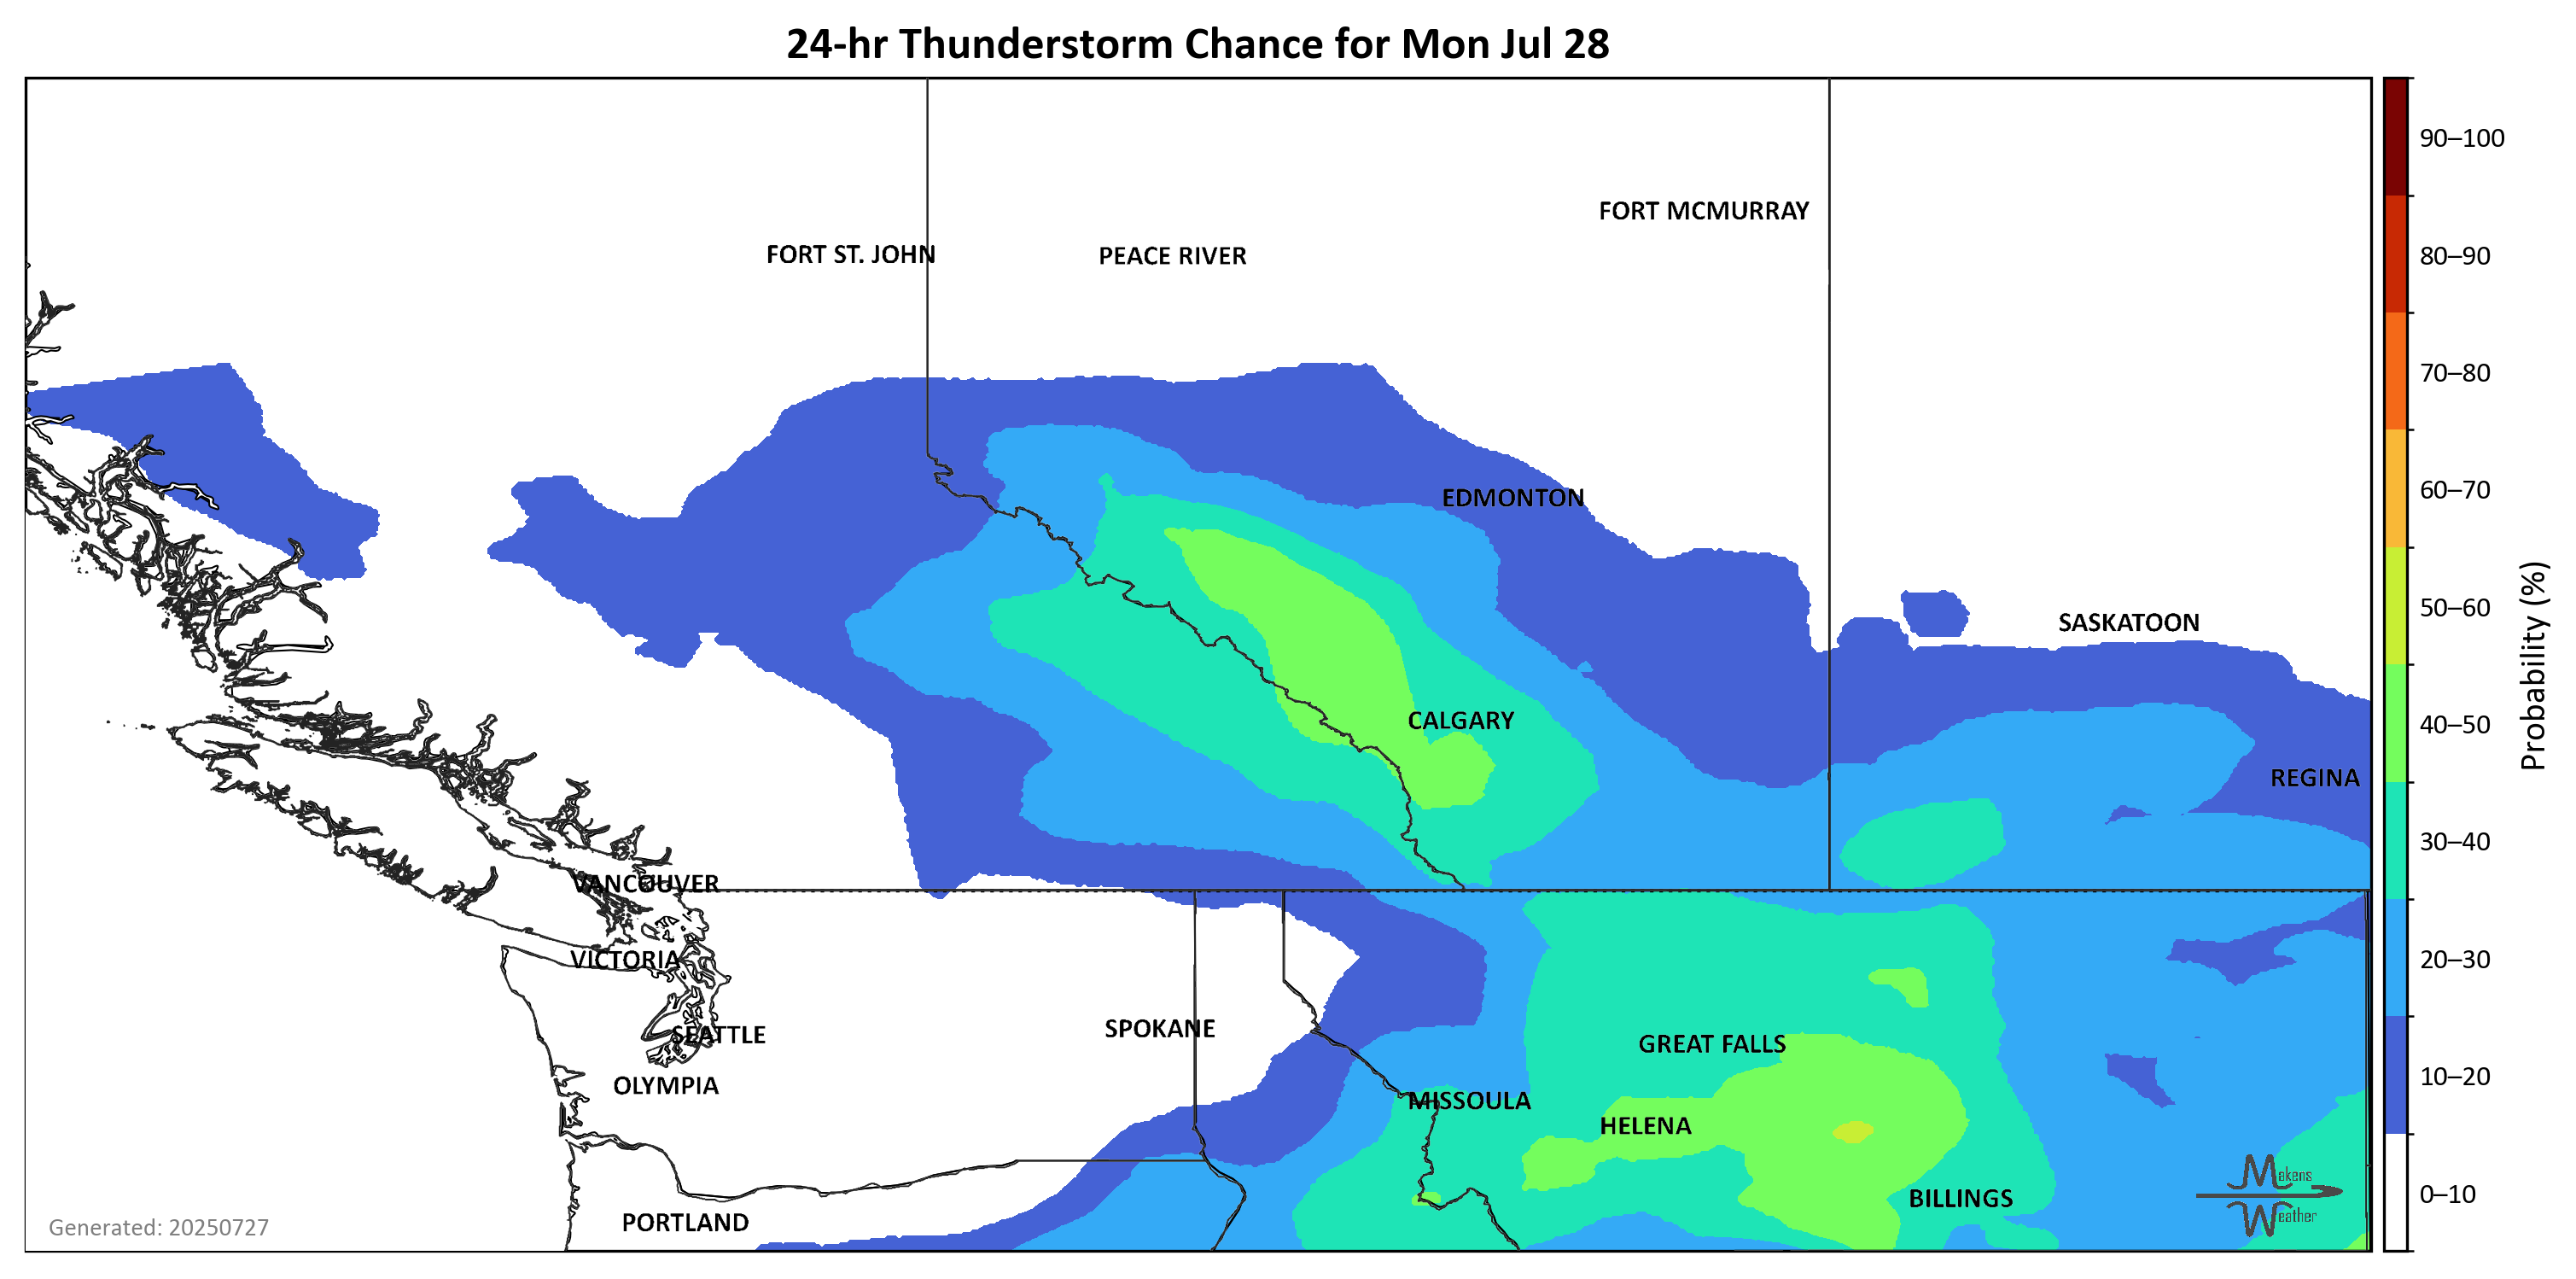 24-hr Thunderstorm Chance for Mon Jul 28
FORT MCMURRAY
FORT ST. JOHN
PEACE RIVER
EDMONTON
SASKATOON
CALGARY
REGINA
VANCOUVER
VICTORIA
SPOKANE
SEATTLE
GREAT FALLS
OLYMPIA
MISSOULA
HELENA
BILLINGS
PORTLAND
Makens
Weather
Generated: 20250727
90–100
80–90
70–80
60–70
50–60
40–50
30–40
20–30
10–20
0–10
Probability (%)